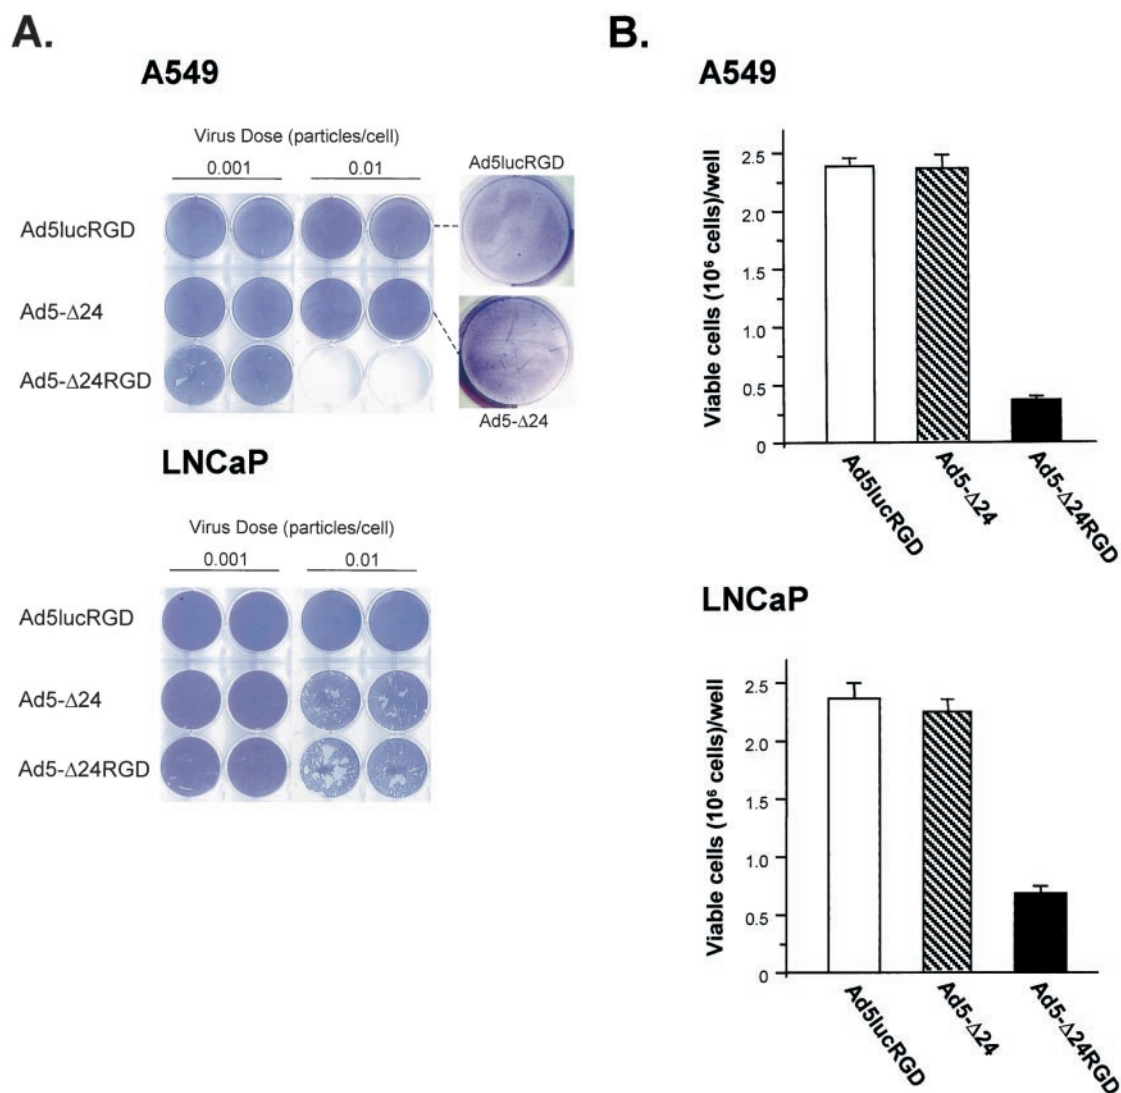 A.
A549
Virus Dose (particles/cell)
0.001 0.01
Ad5lucRGD
Ad5lucRGD
Ad5-Δ24
Ad5-Δ24RGD
Ad5-Δ24
LNCaP
Virus Dose (particles/cell)
0.001 0.01
Ad5lucRGD
Ad5-Δ24
Ad5-Δ24RGD
B.
A549
Viable cells (10⁶ cells)/well
2.5
2.0
1.5
1.0
0.5
0
Ad5lucRGD
Ad5-Δ24
Ad5-Δ24RGD
LNCaP
Viable cells (10⁶ cells)/well
2.5
2.0
1.5
1.0
0.5
0
Ad5lucRGD
Ad5-Δ24
Ad5-Δ24RGD